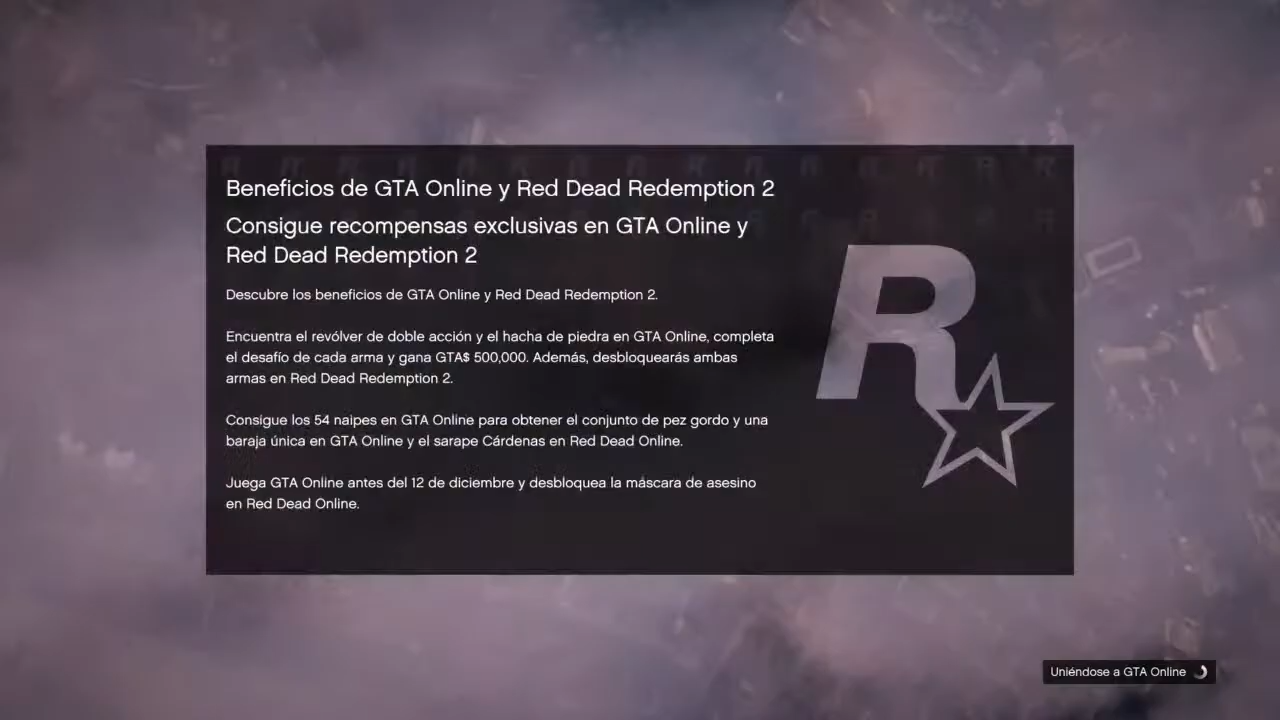 Beneficios de GTA Online y Red Dead Redemption 2
Consigue recompensas exclusivas en GTA Online y
Red Dead Redemption 2
Descubre los beneficios de GTA Online y Red Dead Redemption 2.
Encuentra el revólver de doble acción y el hacha de piedra en GTA Online, completa
el desafío de cada arma y gana GTA$ 500,000. Además, desbloquearás ambas
armas en Red Dead Redemption 2.
Consigue los 54 naipes en GTA Online para obtener el conjunto de pez gordo y una
baraja única en GTA Online y el sarape Cárdenas en Red Dead Online.
Juega GTA Online antes del 12 de diciembre y desbloquea la máscara de asesino
en Red Dead Online.
R
Uniéndose a GTA Online